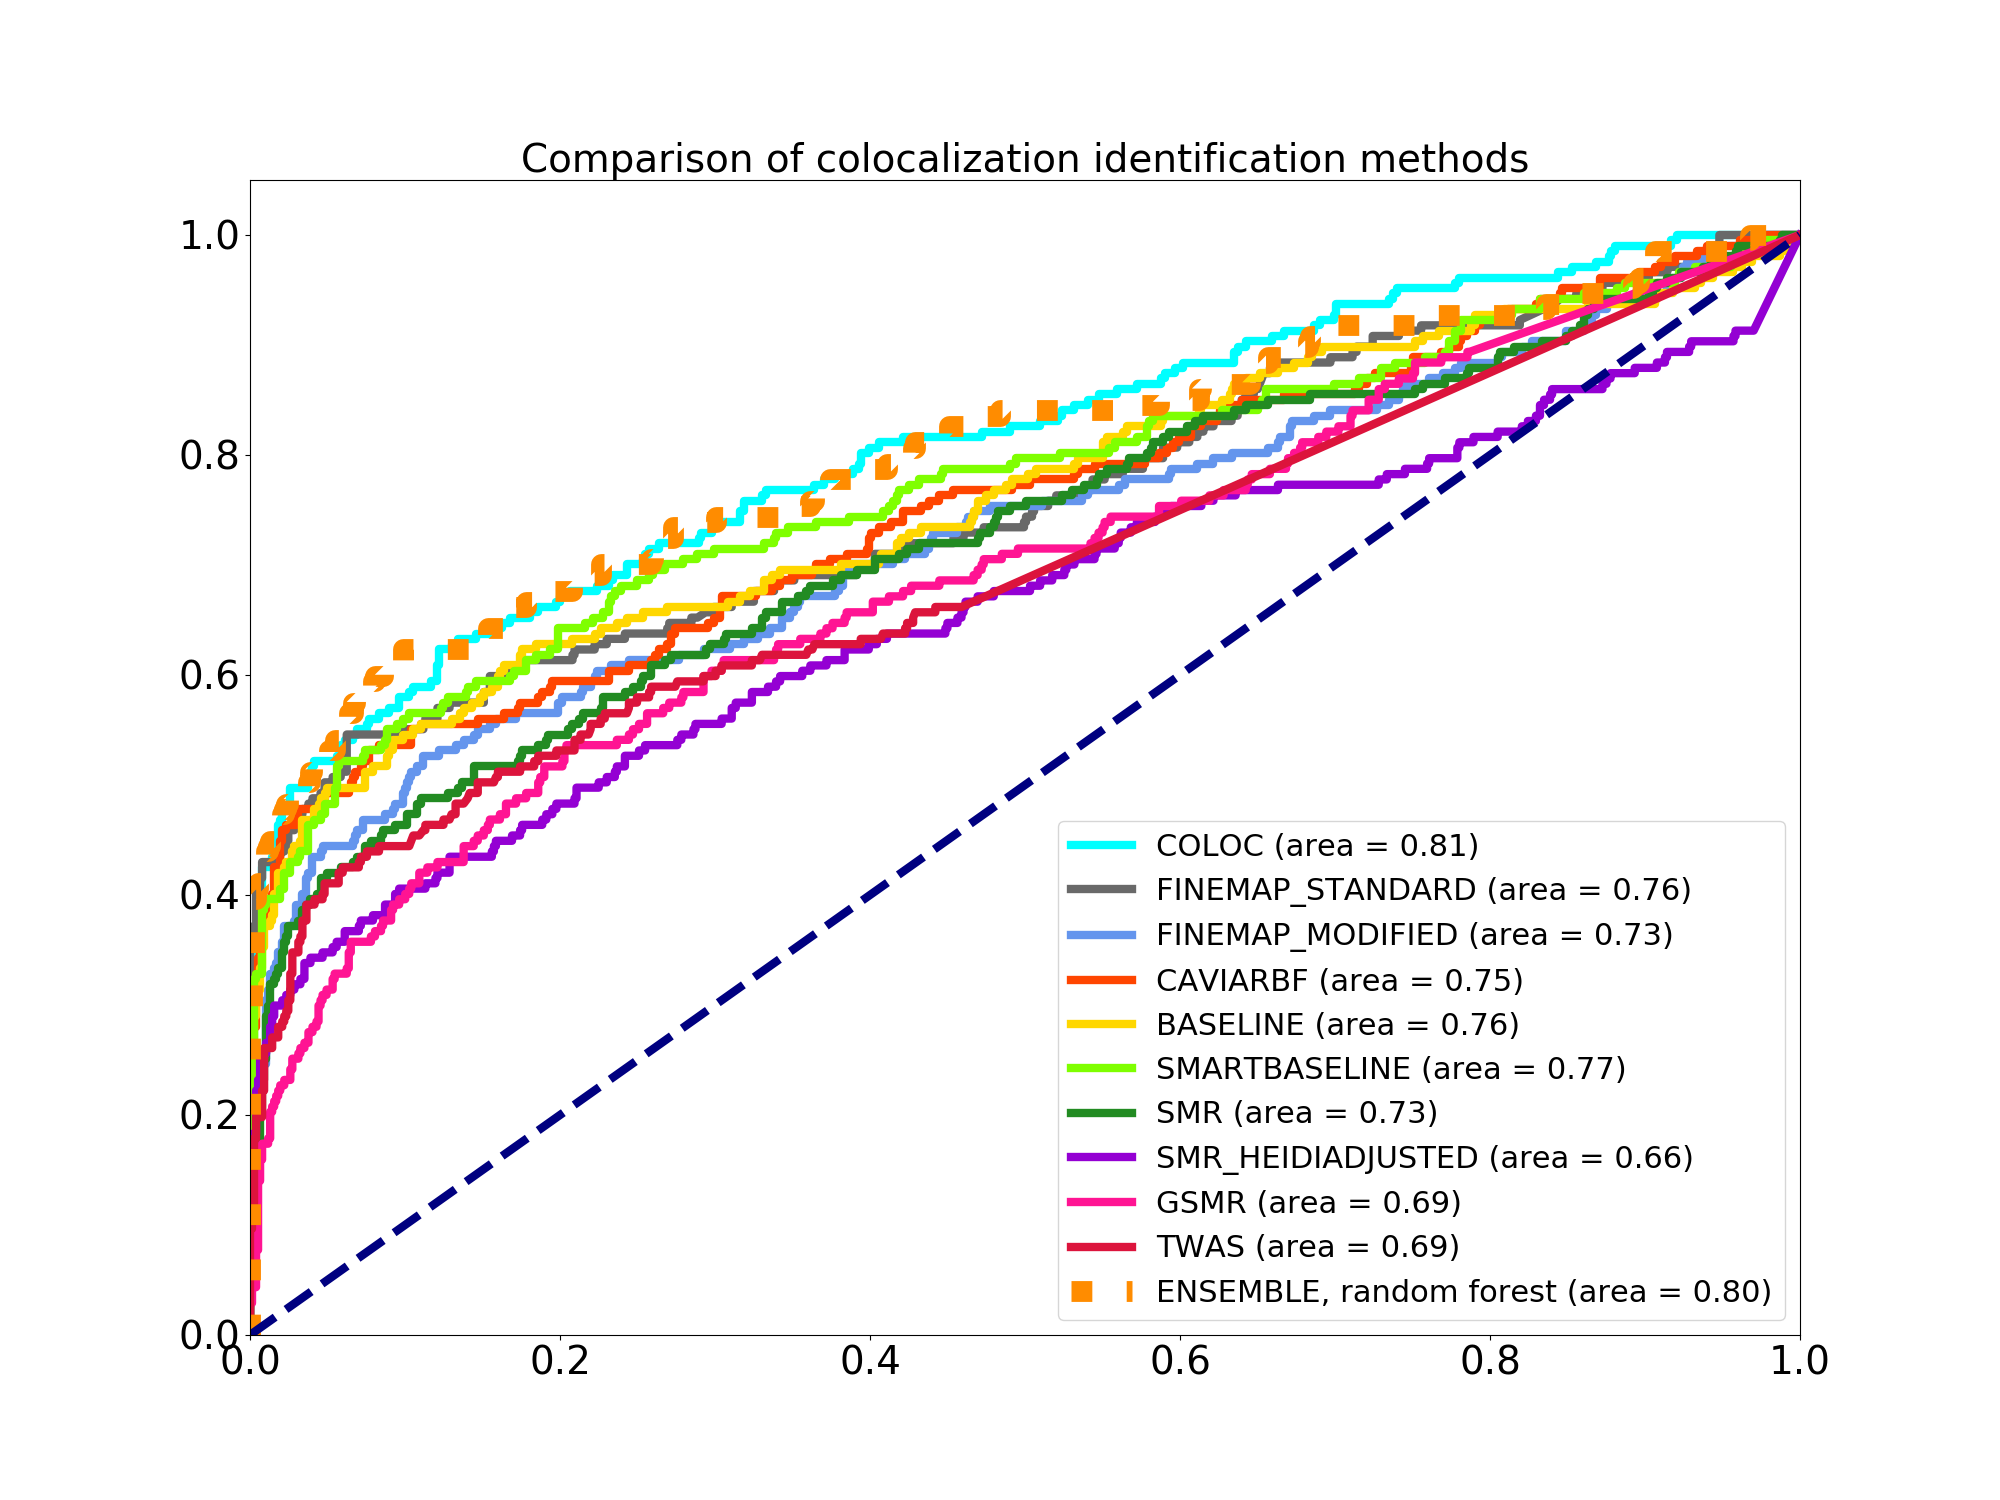 Comparison of colocalization identification methods
1.0
0.8
0.6
0.4
0.2
0.0
0.0 0.2 0.4 0.6 0.8 1.0
COLOC (area = 0.81)
FINEMAP_STANDARD (area = 0.76)
FINEMAP_MODIFIED (area = 0.73)
CAVIARBF (area = 0.75)
BASELINE (area = 0.76)
SMARTBASELINE (area = 0.77)
SMR (area = 0.73)
SMR_HEIDIADJUSTED (area = 0.66)
GSMR (area = 0.69)
TWAS (area = 0.69)
ENSEMBLE, random forest (area = 0.80)